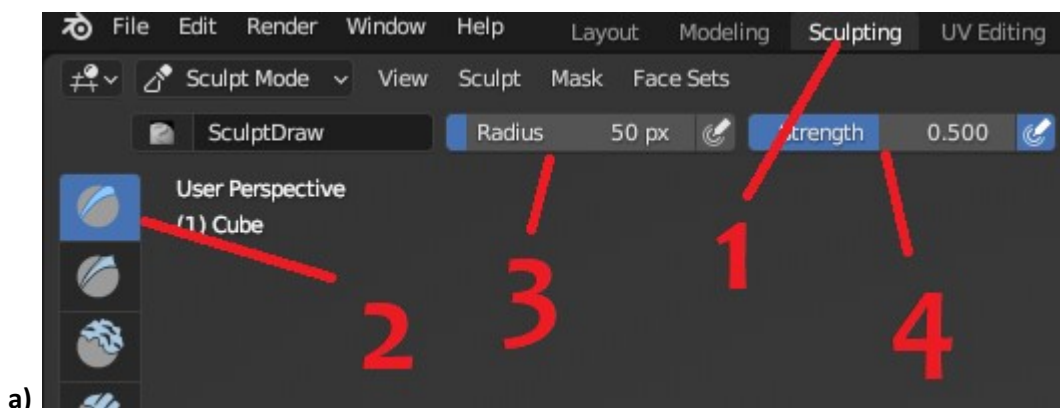 File Edit Render Window Help Layout Modeling Sculpting UV Editing
Sculpt Mode View Sculpt Mask Face Sets
SculptDraw Radius 50 px Strength 0.500
User Perspective
(1) Cube
1
2
3
4
a)